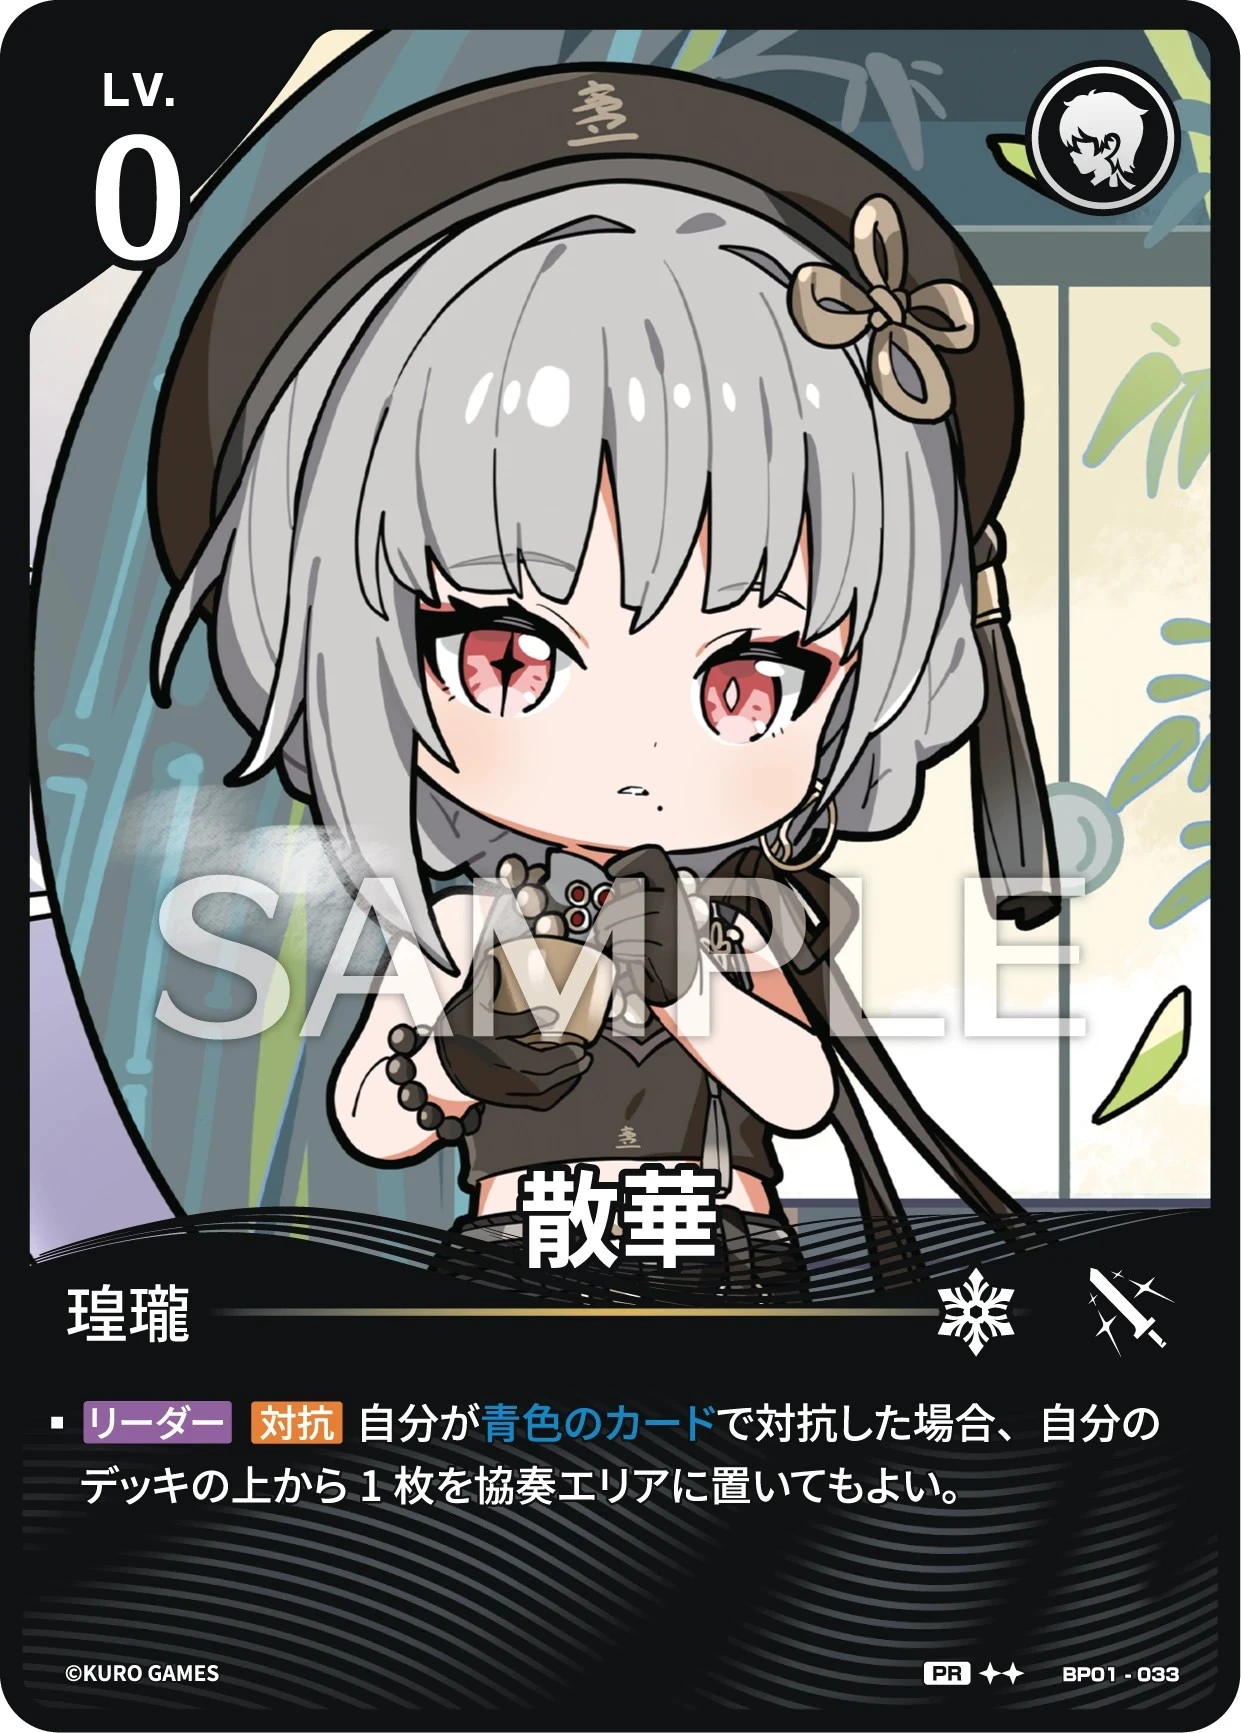 LV.
0
SAMPLE
散華
瑝瓏
▪ リーダー 対抗 自分が青色のカードで対抗した場合、自分の
デッキの上から1枚を協奏エリアに置いてもよい。
©KURO GAMES
PR ✦✦ BP01 - 033